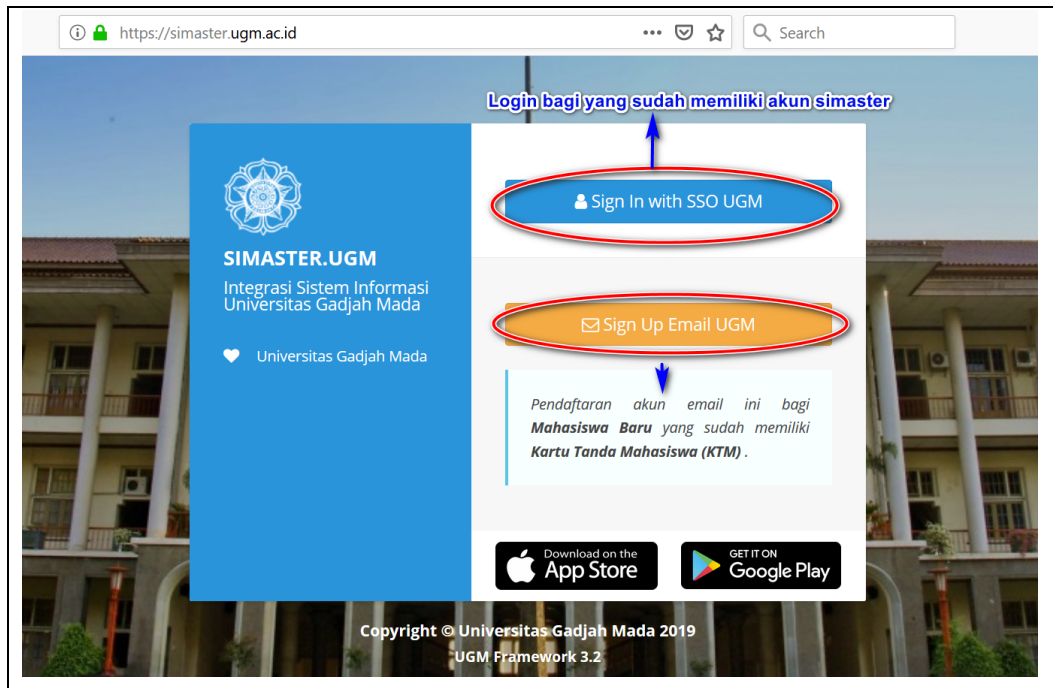 https://simaster.ugm.ac.id
Search
Login bagi yang sudah memiliki akun simaster
Sign In with SSO UGM
SIMASTER.UGM
Integrasi Sistem Informasi
Universitas Gadjah Mada
Universitas Gadjah Mada
Sign Up Email UGM
Pendaftaran akun email ini bagi
Mahasiswa Baru yang sudah memiliki
Kartu Tanda Mahasiswa (KTM) .
Download on the
App Store
GET IT ON
Google Play
Copyright © Universitas Gadjah Mada 2019
UGM Framework 3.2